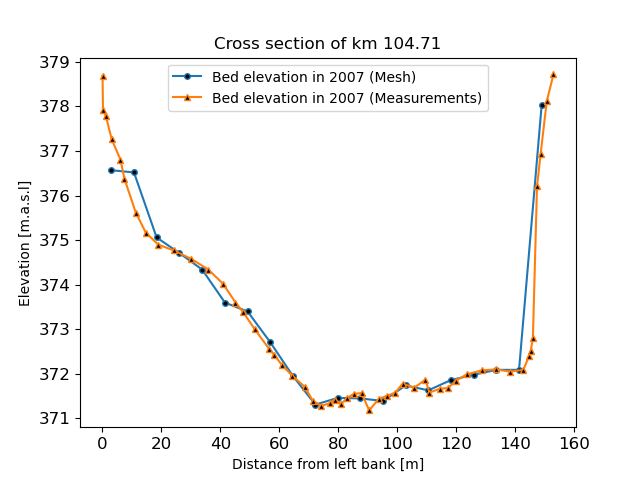 Cross section of km 104.71
Bed elevation in 2007 (Mesh)
Bed elevation in 2007 (Measurements)
379
378
377
376
375
374
373
372
371
Elevation [m.a.s.l]
0 20 40 60 80 100 120 140 160
Distance from left bank [m]